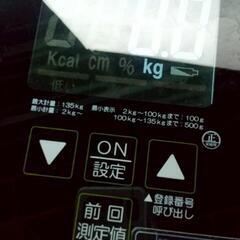 Kcal cm % kg
低い
最大計量:135kg 最小表示 2kg~100kgまで:100g
最小計量:2kg~ 100kg~135kgまで:500g
正
▼ ON ▲
設定
▲登録番号
呼び出し
前回
測定値